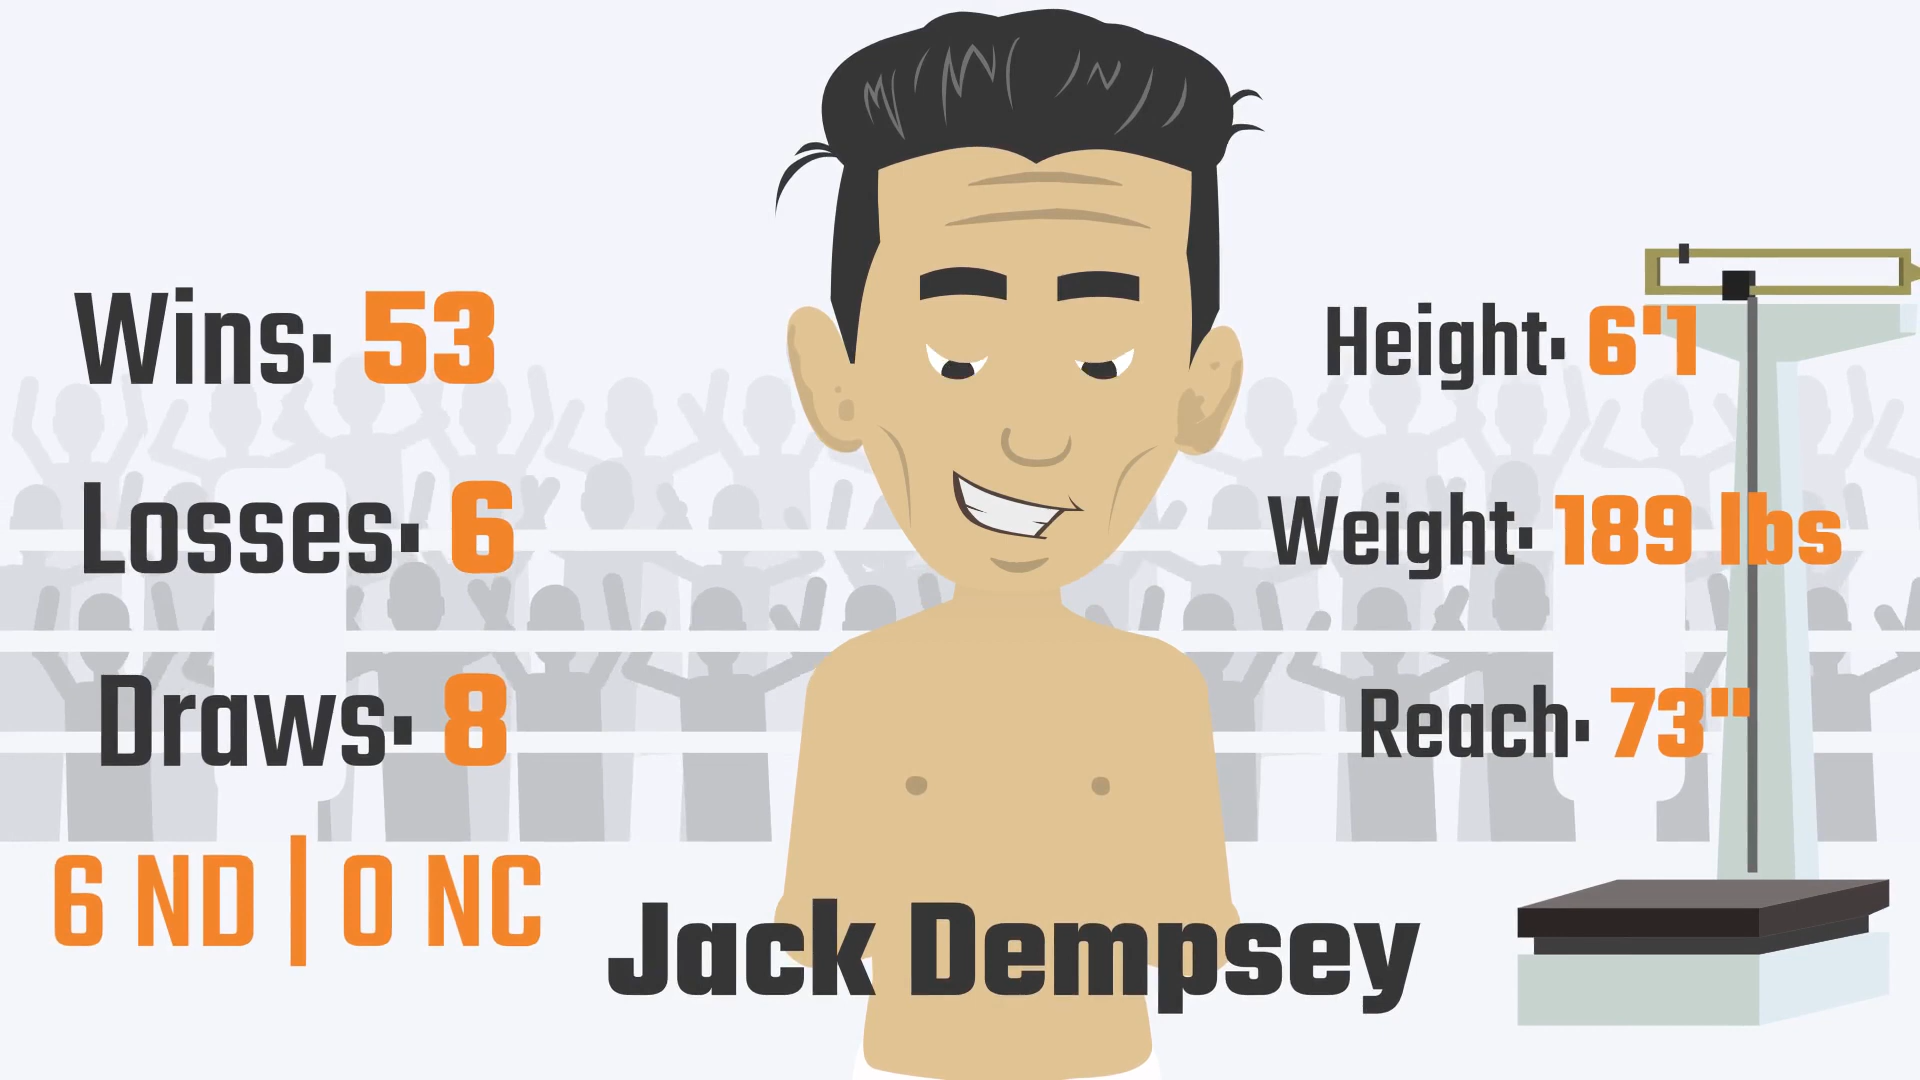 Wins: 53
Losses: 6
Draws: 8
6 ND | 0 NC
Height: 6'1
Weight: 189 lbs
Reach: 73"
Jack Dempsey